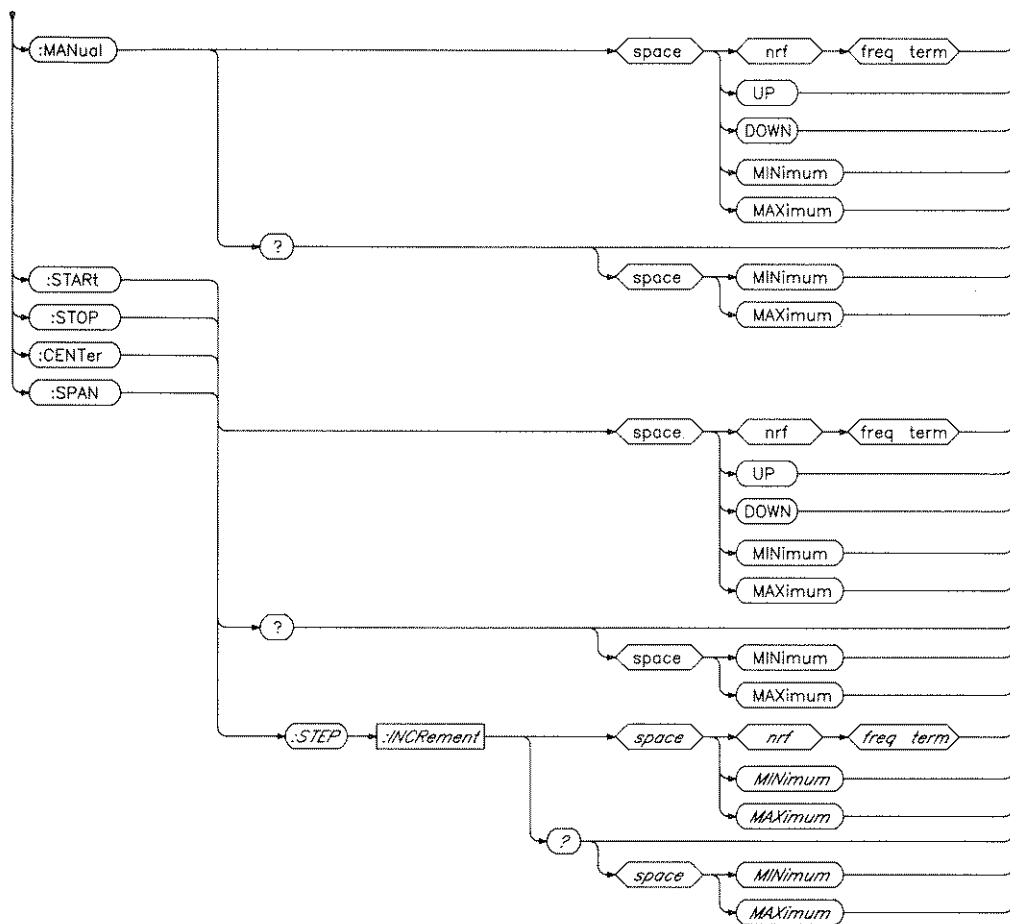 :MANual space nrf freq term
UP
DOWN
MINimum
MAXimum
?
:STARt space MINimum
:STOP MAXimum
:CENTer
:SPAN
space nrf freq term
UP
DOWN
MINimum
MAXimum
?
space MINimum
MAXimum
:STEP :INCRement space nrf freq term
MINimum
MAXimum
?
space MINimum
MAXimum